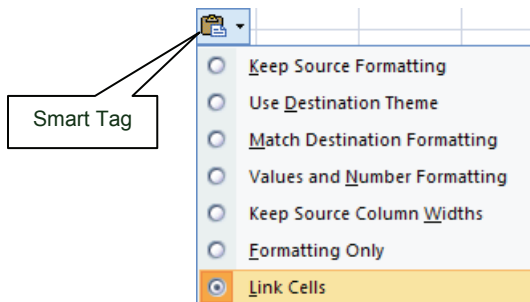 Smart Tag
Keep Source Formatting
Use Destination Theme
Match Destination Formatting
Values and Number Formatting
Keep Source Column Widths
Formatting Only
Link Cells